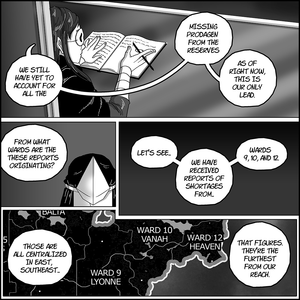 WE STILL
HAVE YET TO
ACCOUNT FOR
ALL THE
MISSING
PRODAGEN
FROM THE
RESERVES
AS OF
RIGHT NOW,
THIS IS
OUR ONLY
LEAD.
FROM WHAT
WARDS ARE THE
THESE REPORTS
ORIGINATING?
LET'S SEE,
WE HAVE
RECEIVED
REPORTS OF
SHORTAGES
FROM...
WARDS
9, 10, AND 12.
BALTA
WARD 10
VANAH
WARD 12
HEAVEN
WARD 9
LYONNE
THOSE ARE
ALL CENTRALIZED
IN EAST,
SOUTHEAST..
THAT FIGURES.
THEY'RE THE
FURTHEST
FROM OUR
REACH.